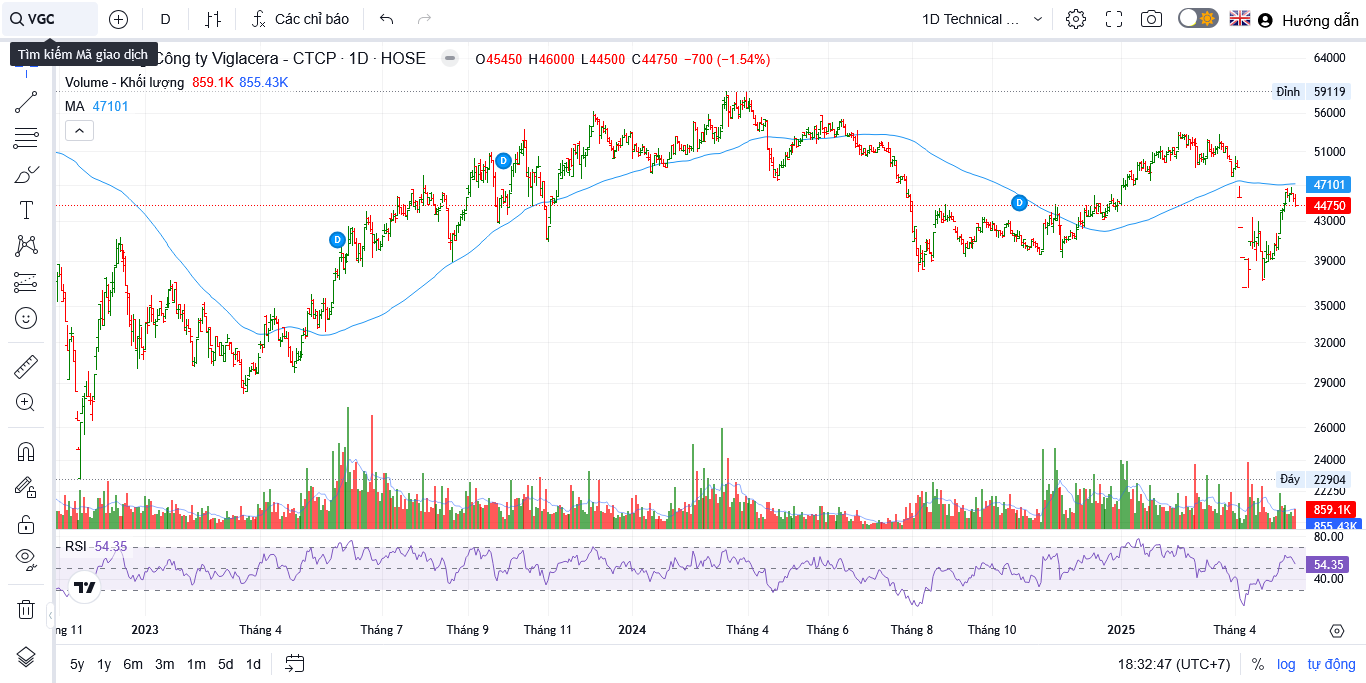 VGC
D
Các chỉ báo
1D Technical ...
Hướng dẫn
Tìm kiếm Mã giao dịch
Công ty Viglacera - CTCP · 1D · HOSE
O45450 H46000 L44500 C44750 −700 (−1.54%)
Volume - Khối lượng 859.1K 855.43K
MA 47101
64000
Đỉnh 59119
56000
51000
47101
44750
43000
39000
35000
32000
29000
26000
24000
Đáy 22904
22250
859.1K
855.43K
D
D
D
RSI 54.35
80.00
54.35
40.00
ng 11
2023
Tháng 4
Tháng 7
Tháng 9
Tháng 11
2024
Tháng 4
Tháng 6
Tháng 8
Tháng 10
2025
Tháng 4
5y 1y 6m 3m 1m 5d 1d
18:32:47 (UTC+7)
%
log
tự động